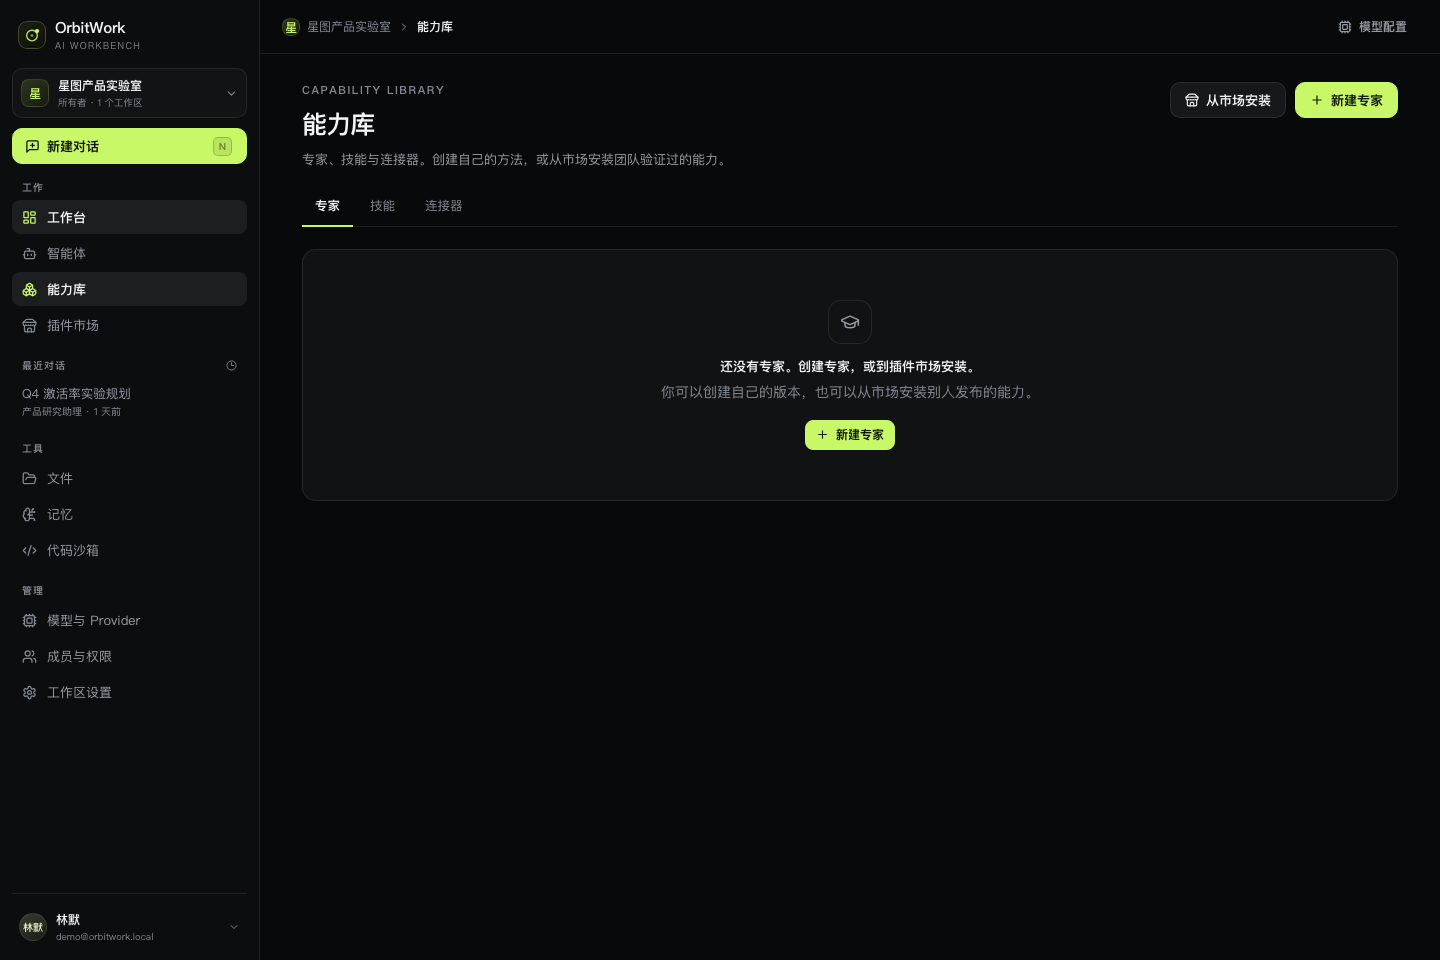 OrbitWork
AI WORKBENCH
星
星图产品实验室
所有者 · 1 个工作区
新建对话
N
工作
工作台
智能体
能力库
插件市场
最近对话
Q4 激活率实验规划
产品研究助理 · 1 天前
工具
文件
记忆
代码沙箱
管理
模型与 Provider
成员与权限
工作区设置
林默
林默
demo@orbitwork.local
星 星图产品实验室 > 能力库
模型配置
CAPABILITY LIBRARY
能力库
专家、技能与连接器。创建自己的方法，或从市场安装团队验证过的能力。
从市场安装
+ 新建专家
专家 技能 连接器
还没有专家。创建专家，或到插件市场安装。
你可以创建自己的版本，也可以从市场安装别人发布的能力。
+ 新建专家